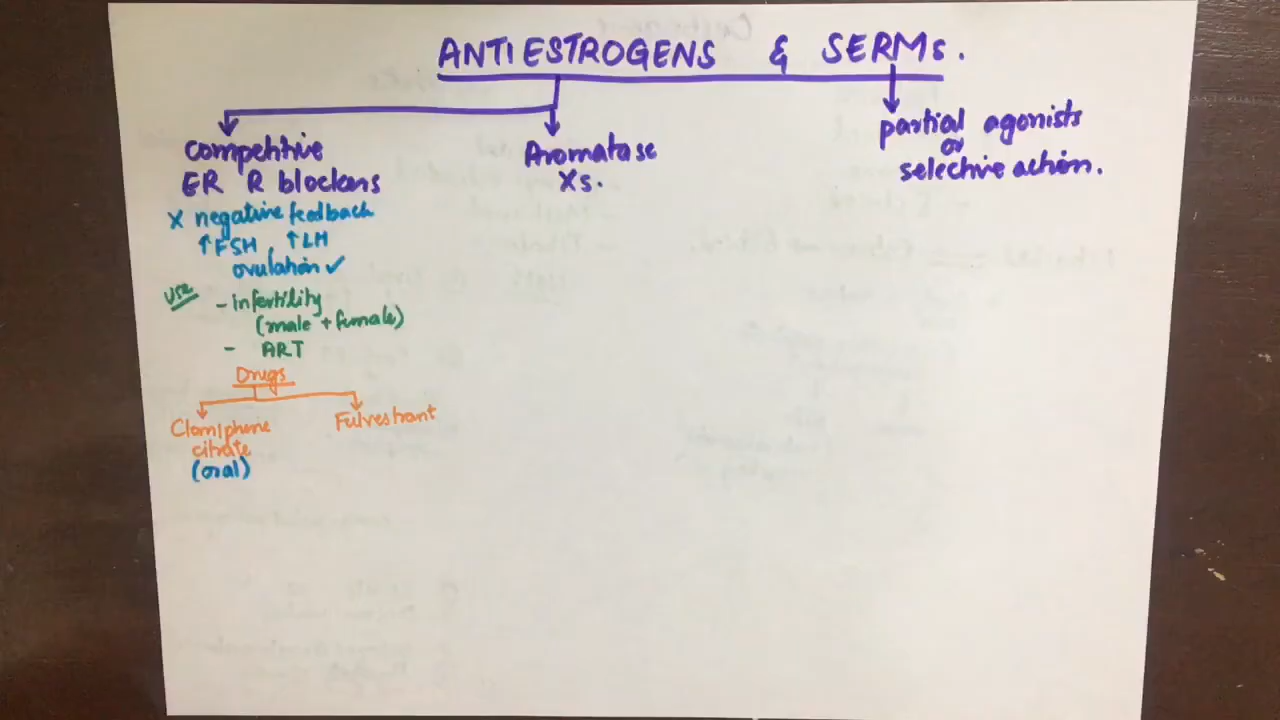 ANTIESTROGENS & SERMs.
Competitive
ER R blockers
X negative feedback
↑FSH, ↑LH
ovulation ✓
Use
- infertility
(male + female)
- ART
Drugs
Clomiphene
citrate
(oral)
Fulvestrant
Aromatase
Xs.
partial agonists
or
selective action.